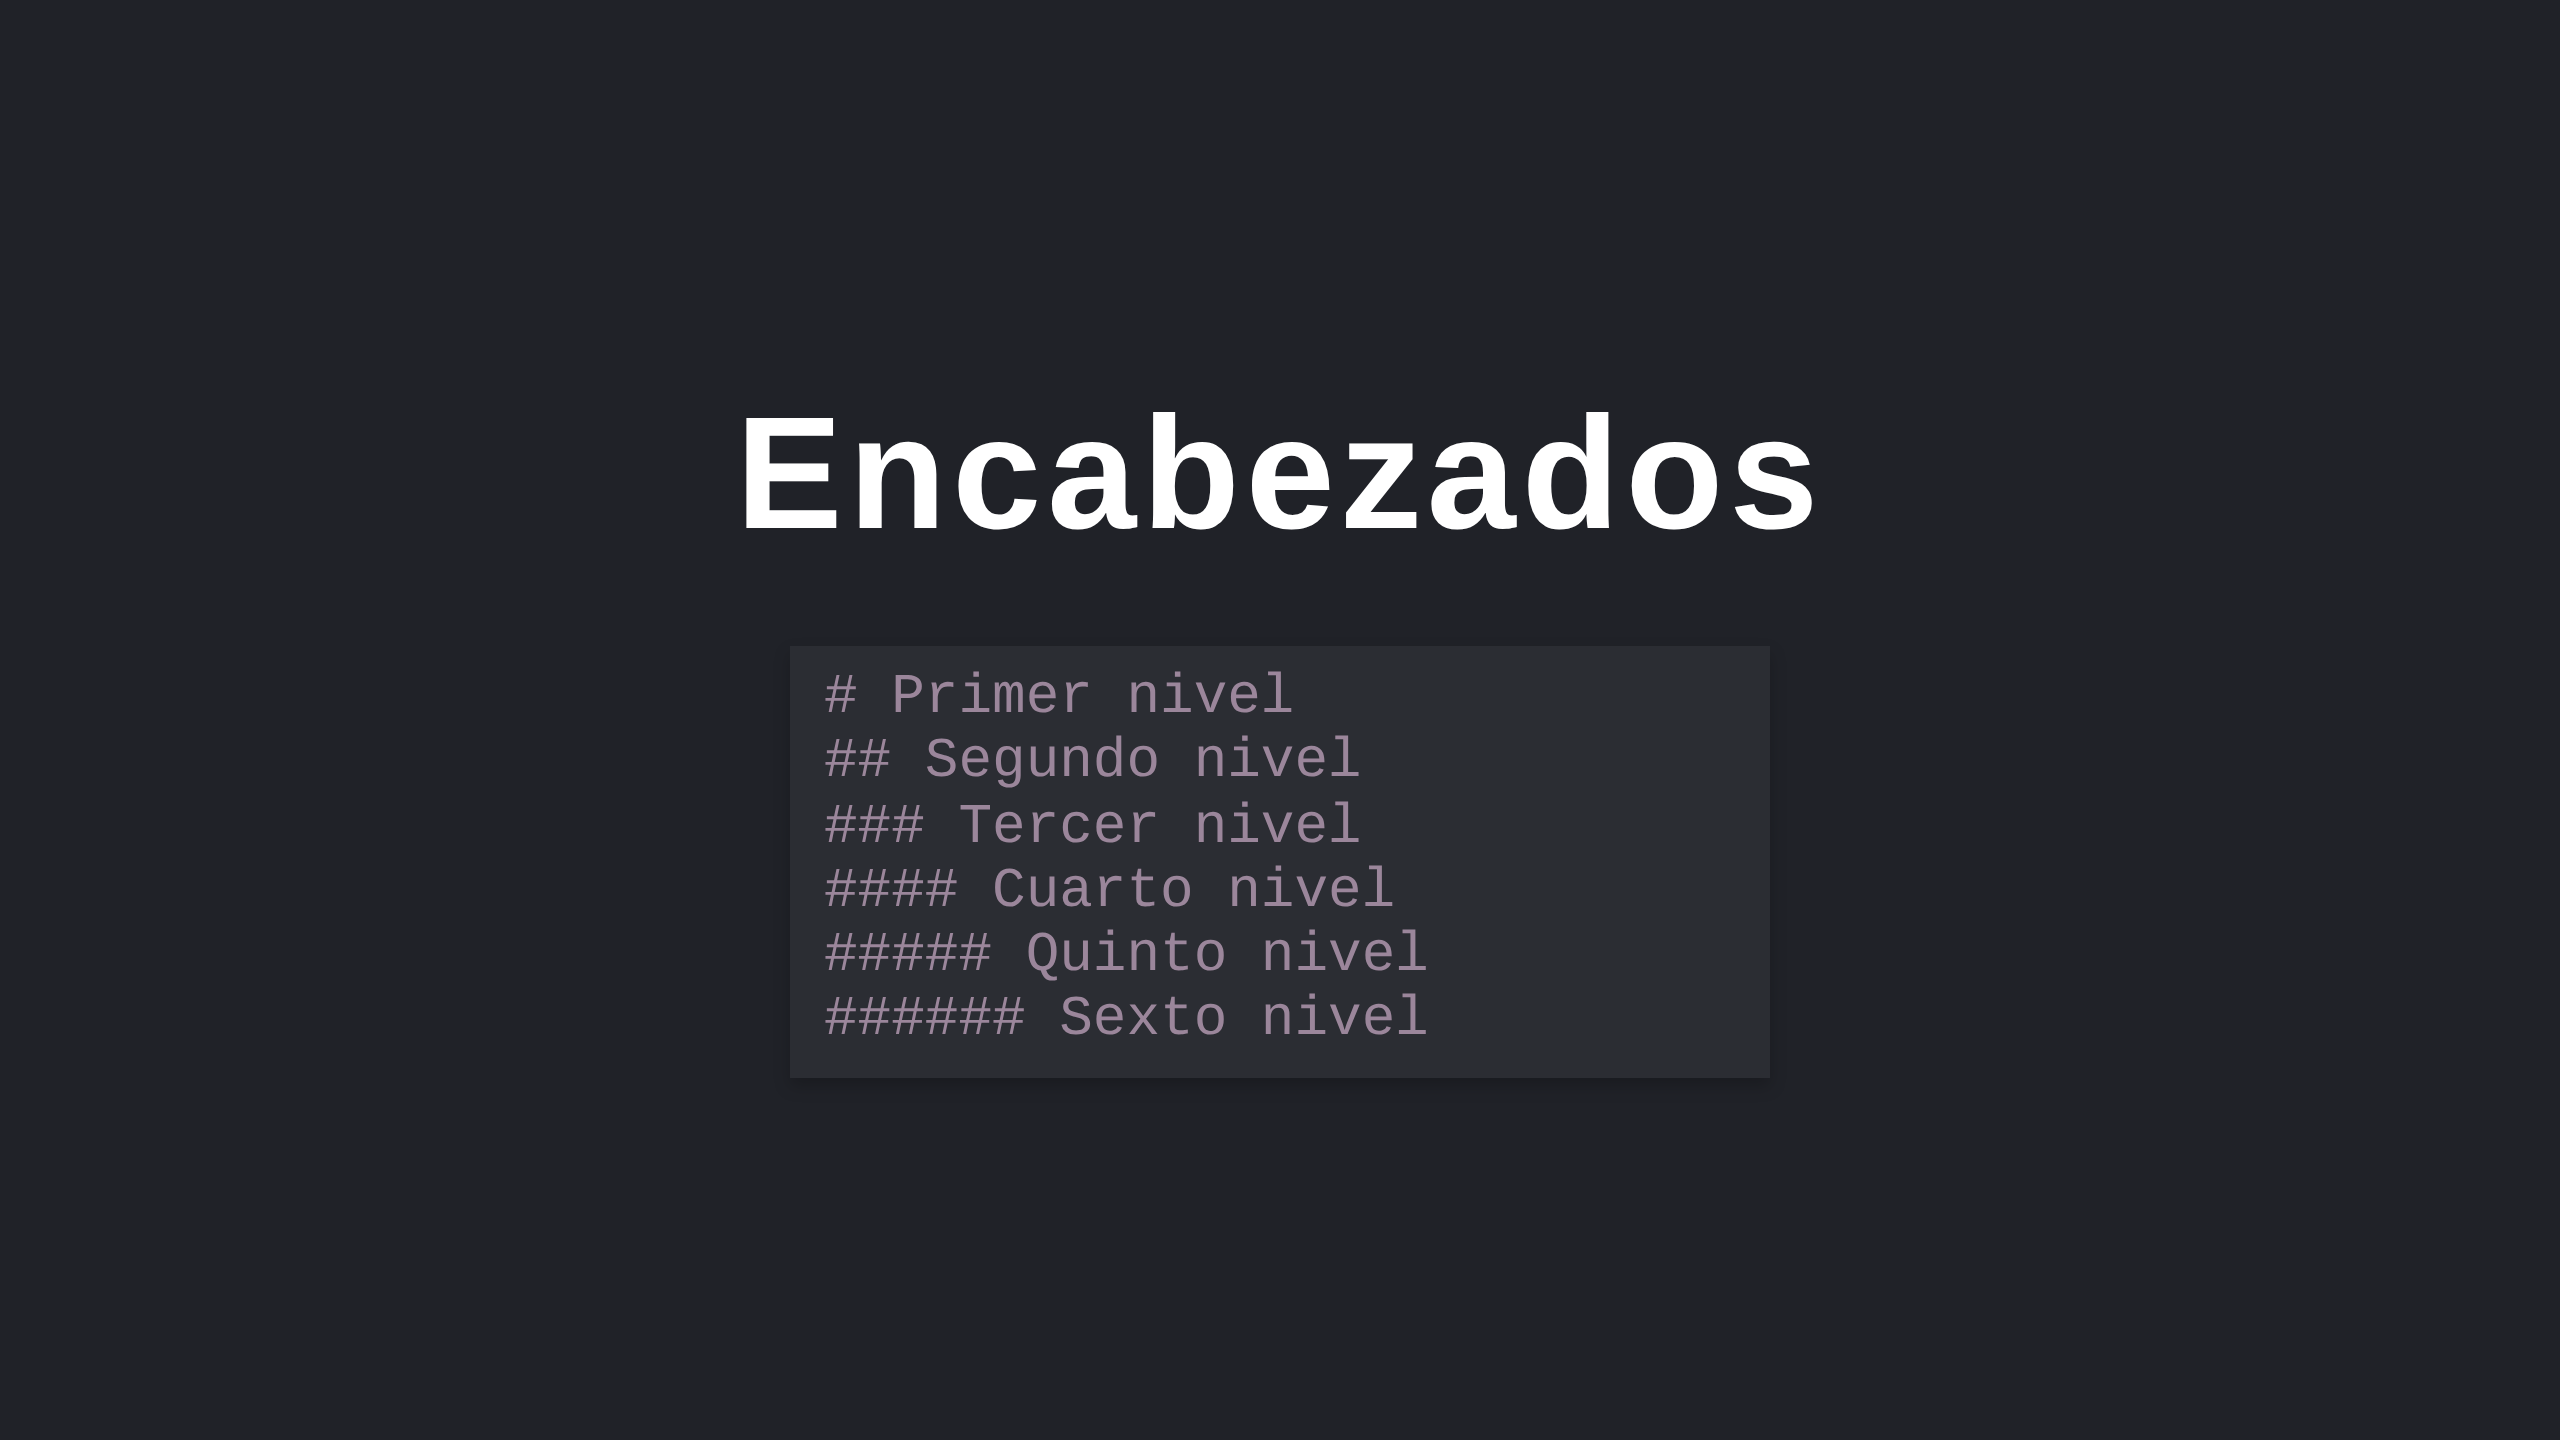 Encabezados
# Primer nivel
## Segundo nivel
### Tercer nivel
#### Cuarto nivel
##### Quinto nivel
###### Sexto nivel